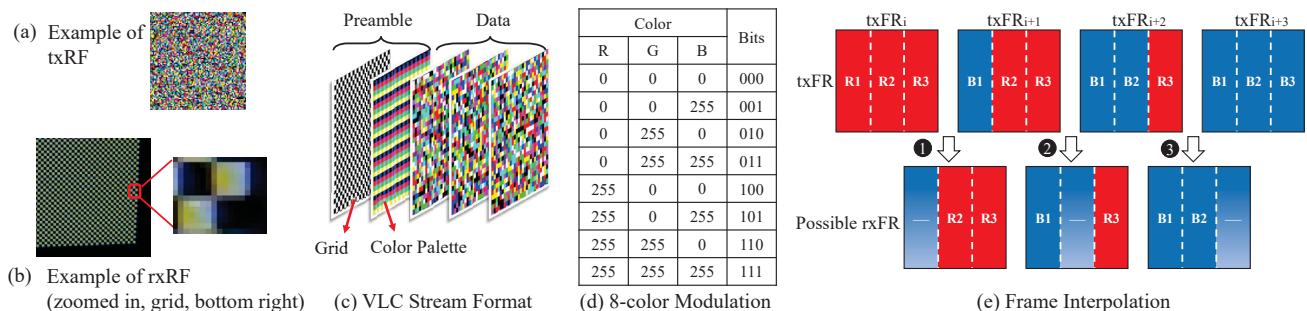 (a) Example of
txRF
(b) Example of rxRF
(zoomed in, grid, bottom right)
Preamble Data
Grid Color Palette
(c) VLC Stream Format
Color Bits
R G B
0 0 0 000
0 0 255 001
0 255 0 010
0 255 255 011
255 0 0 100
255 0 255 101
255 255 0 110
255 255 255 111
(d) 8-color Modulation
txFRi txFRi+1 txFRi+2 txFRi+3
txFR R1 R2 R3 B1 R2 R3 B1 B2 R3 B1 B2 B3
1 2 3
Possible rxFR — R2 R3 B1 — R3 B1 B2 —
(e) Frame Interpolation